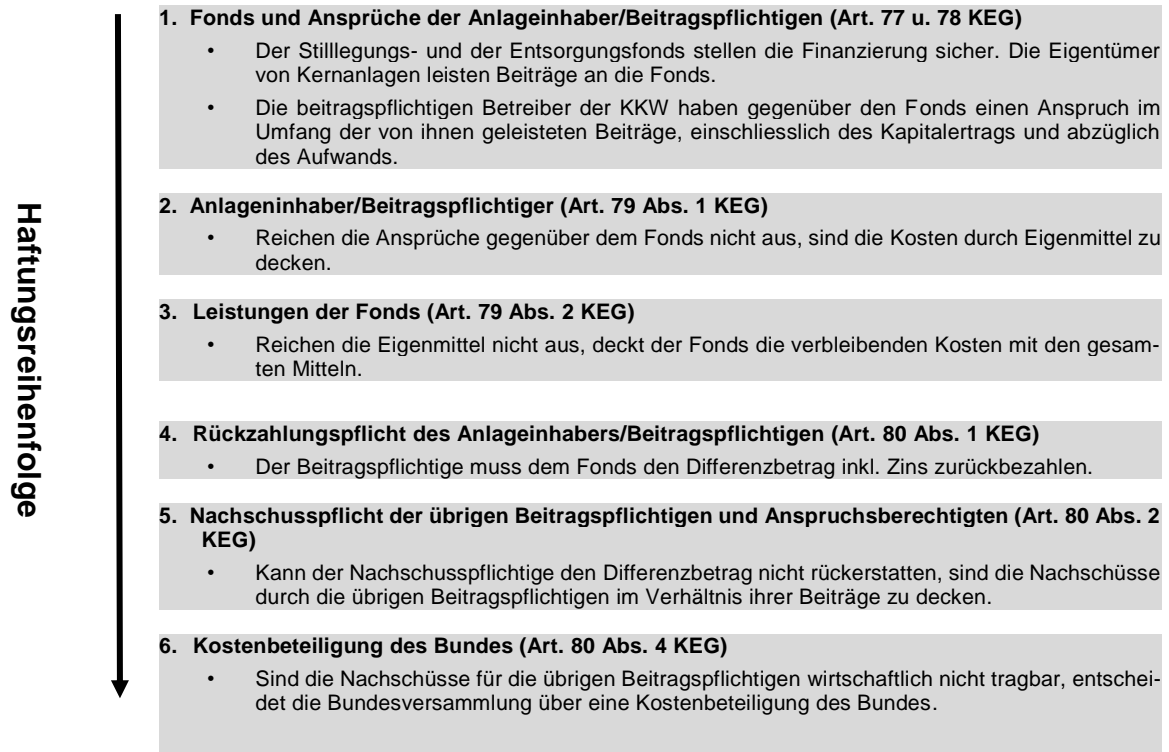 Haftungsreihenfolge
1. Fonds und Ansprüche der Anlageinhaber/Beitragspflichtigen (Art. 77 u. 78 KEG)
• Der Stilllegungs- und der Entsorgungsfonds stellen die Finanzierung sicher. Die Eigentümer
von Kernanlagen leisten Beiträge an die Fonds.
• Die beitragspflichtigen Betreiber der KKW haben gegenüber den Fonds einen Anspruch im
Umfang der von ihnen geleisteten Beiträge, einschliesslich des Kapitalertrags und abzüglich
des Aufwands.
2. Anlageninhaber/Beitragspflichtiger (Art. 79 Abs. 1 KEG)
• Reichen die Ansprüche gegenüber dem Fonds nicht aus, sind die Kosten durch Eigenmittel zu
decken.
3. Leistungen der Fonds (Art. 79 Abs. 2 KEG)
• Reichen die Eigenmittel nicht aus, deckt der Fonds die verbleibenden Kosten mit den gesam-
ten Mitteln.
4. Rückzahlungspflicht des Anlageinhabers/Beitragspflichtigen (Art. 80 Abs. 1 KEG)
• Der Beitragspflichtige muss dem Fonds den Differenzbetrag inkl. Zins zurückbezahlen.
5. Nachschusspflicht der übrigen Beitragspflichtigen und Anspruchsberechtigten (Art. 80 Abs. 2
KEG)
• Kann der Nachschusspflichtige den Differenzbetrag nicht rückerstatten, sind die Nachschüsse
durch die übrigen Beitragspflichtigen im Verhältnis ihrer Beiträge zu decken.
6. Kostenbeteiligung des Bundes (Art. 80 Abs. 4 KEG)
• Sind die Nachschüsse für die übrigen Beitragspflichtigen wirtschaftlich nicht tragbar, entschei-
det die Bundesversammlung über eine Kostenbeteiligung des Bundes.